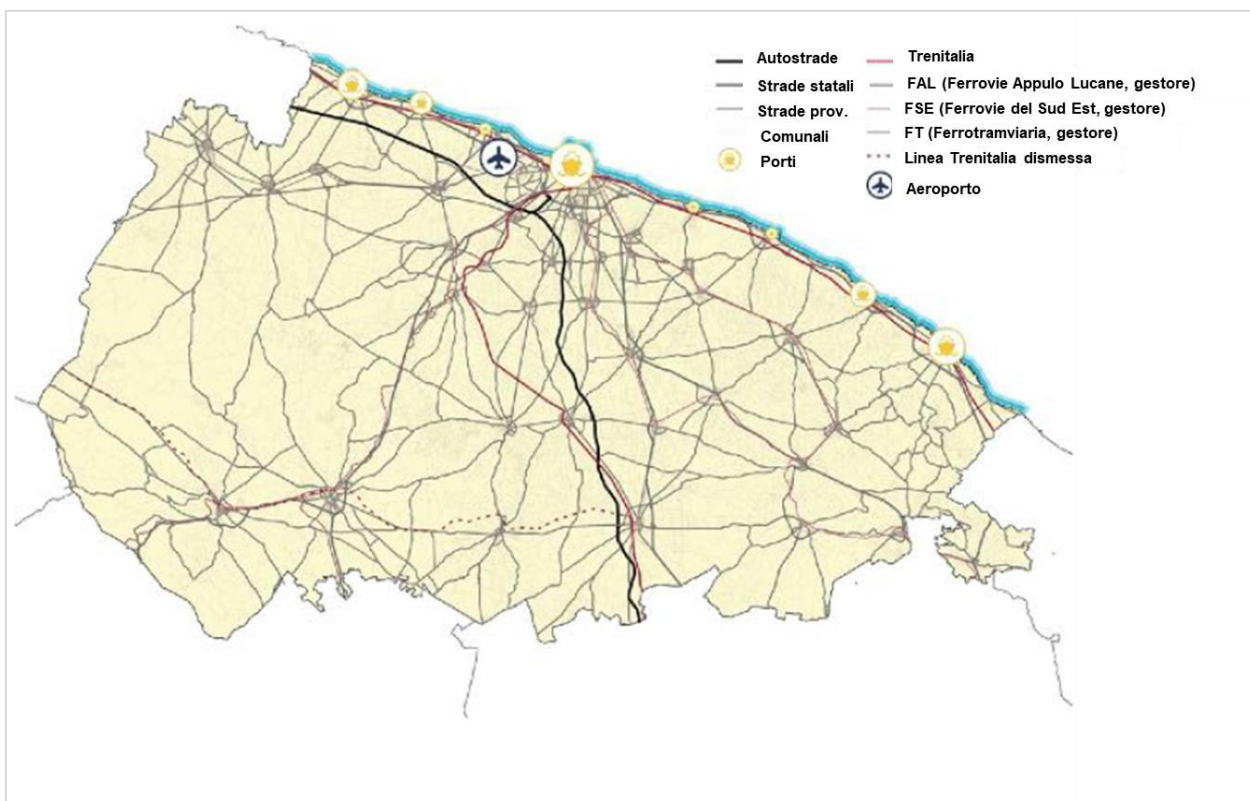 Autostrade
Strade statali
Strade prov.
Comunali
Porti
Trenitalia
FAL (Ferrovie Appulo Lucane, gestore)
FSE (Ferrovie del Sud Est, gestore)
FT (Ferrotramviaria, gestore)
Linea Trenitalia dismessa
Aeroporto